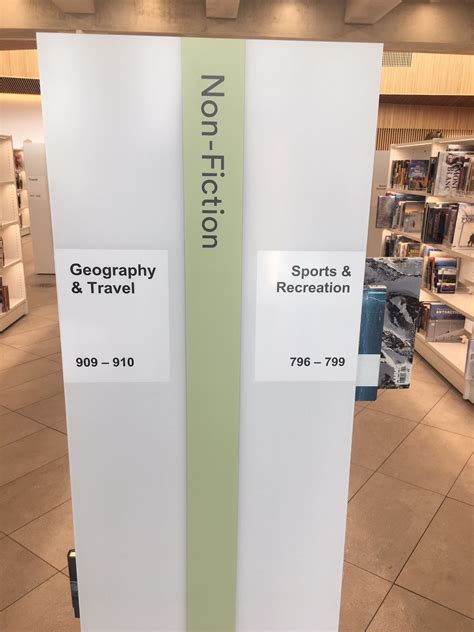 Non-Fiction
Geography
& Travel
909 – 910
Sports &
Recreation
796 – 799